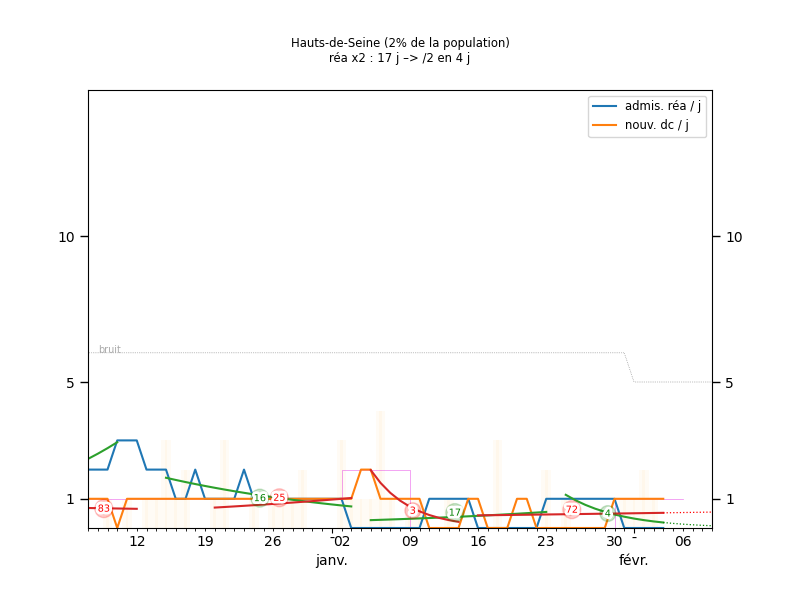 Hauts-de-Seine (2% de la population)
réa x2 : 17 j –> /2 en 4 j
admis. réa / j
nouv. dc / j
10 10
bruit
5 5
16 25
83 3 17 72 4
1 1
12 19 26 02 09 16 23 30 06
janv. févr.